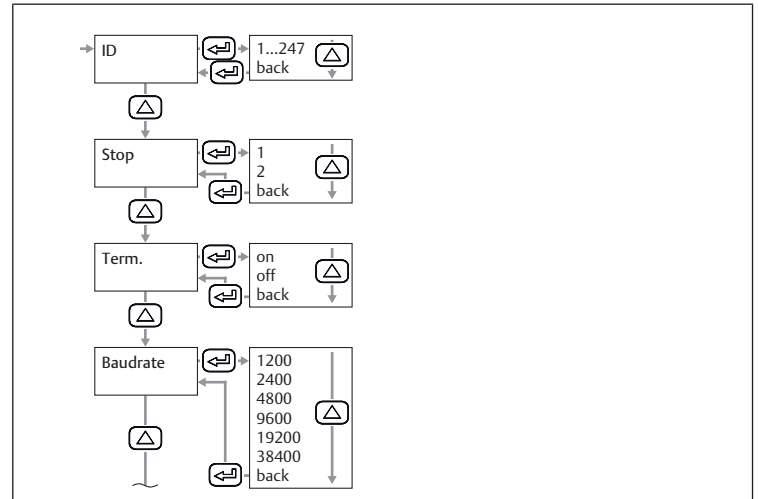 ID
1...247
back
Stop
1
2
back
Term.
on
off
back
Baudrate
1200
2400
4800
9600
19200
38400
back